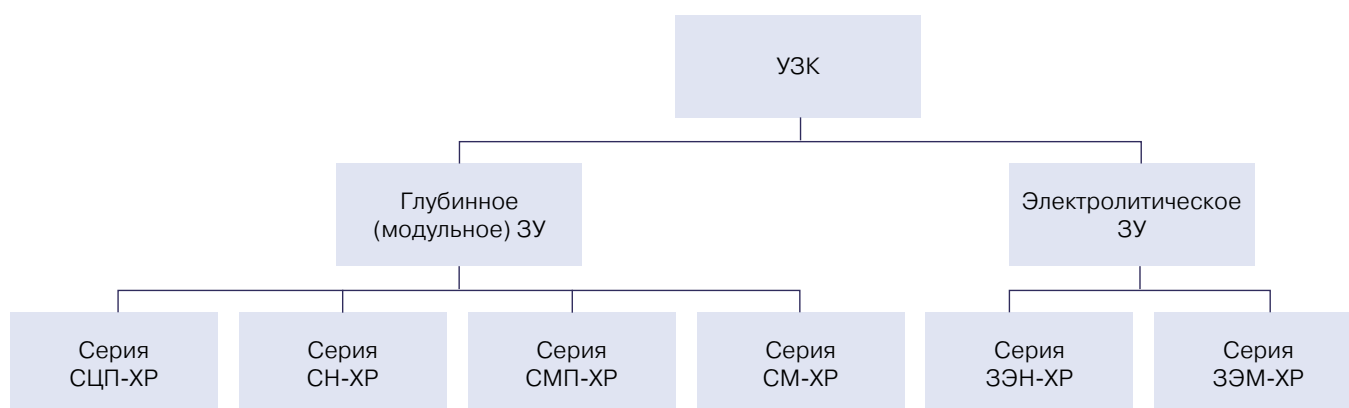 УЗК
Глубинное
(модульное) ЗУ
Электролитическое
ЗУ
Серия
СЦП-ХР
Серия
СН-ХР
Серия
СМП-ХР
Серия
СМ-ХР
Серия
ЗЭН-ХР
Серия
ЗЭМ-ХР